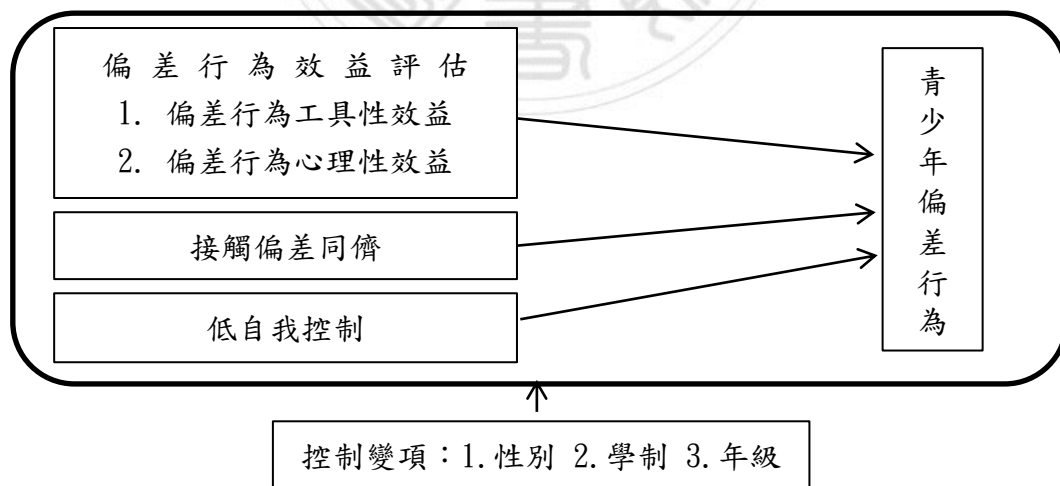 偏差行為效益評估
1. 偏差行為工具性效益
2. 偏差行為心理性效益
接觸偏差同儕
低自我控制
青少年偏差行為
控制變項：1.性別 2.學制 3.年級